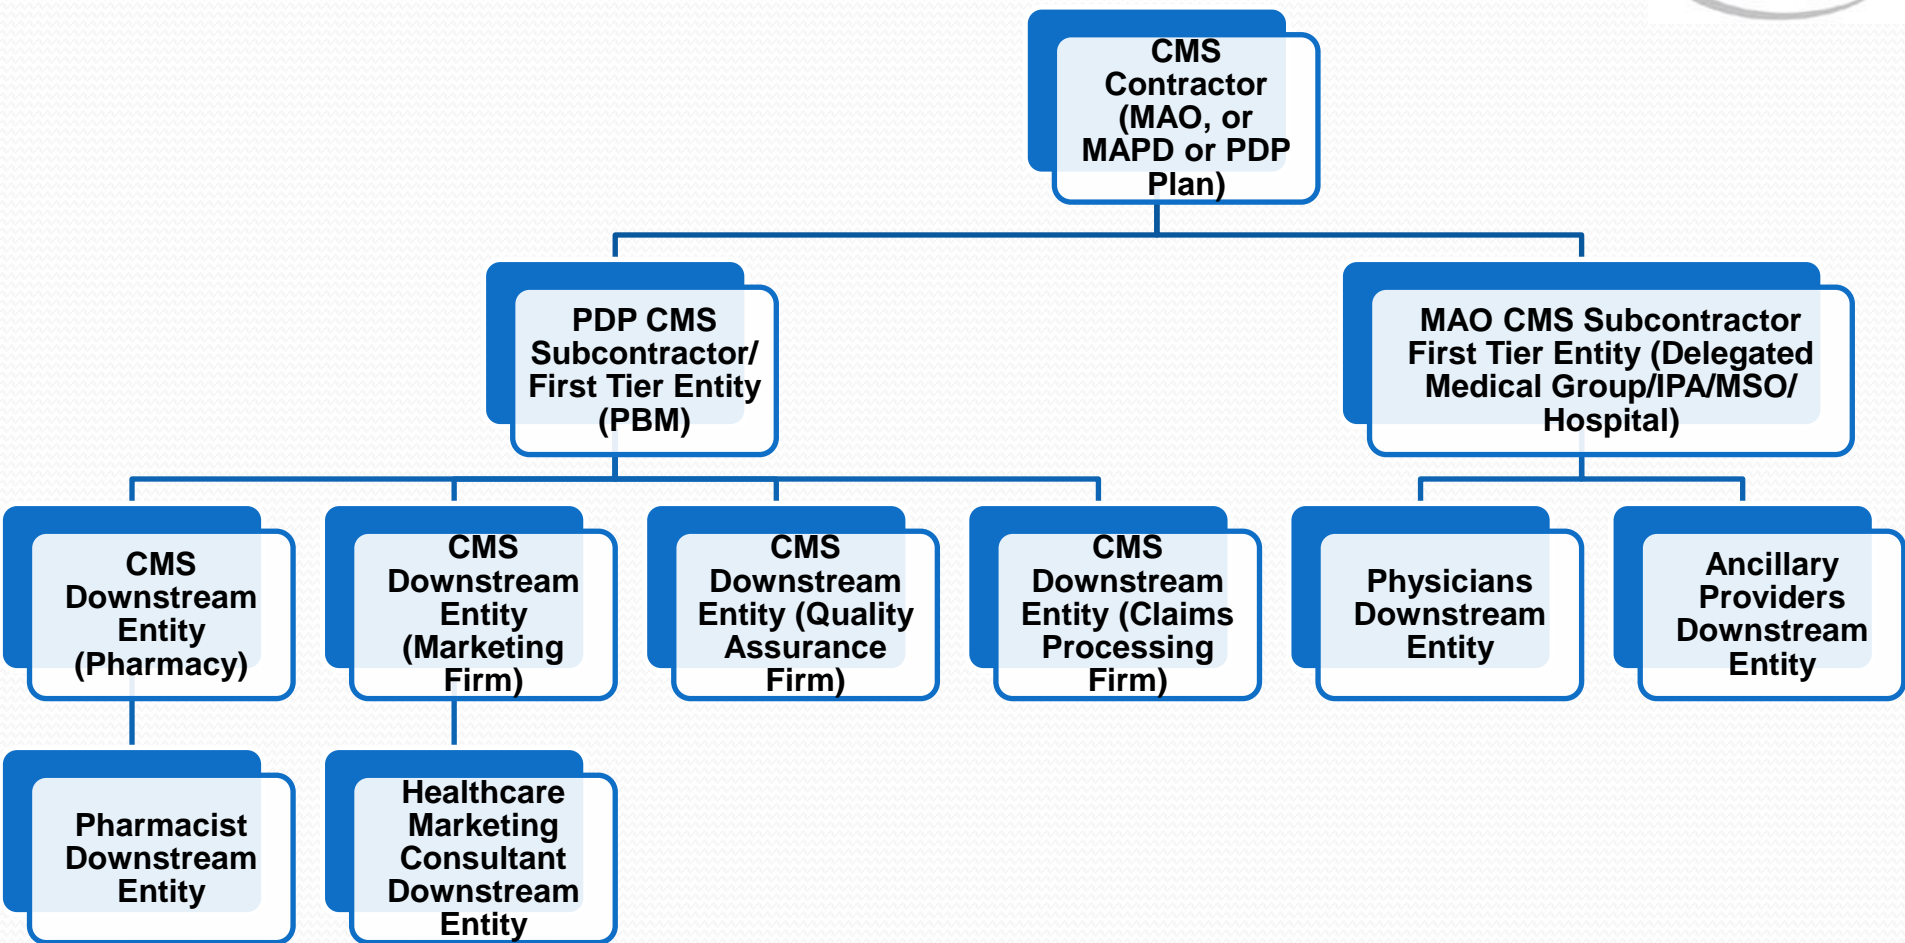 CMS
Contractor
(MAO, or
MAPD or PDP
Plan)
PDP CMS
Subcontractor/
First Tier Entity
(PBM)
MAO CMS Subcontractor
First Tier Entity (Delegated
Medical Group/IPA/MSO/
Hospital)
CMS
Downstream
Entity
(Pharmacy)
CMS
Downstream
Entity
(Marketing
Firm)
CMS
Downstream
Entity (Quality
Assurance
Firm)
CMS
Downstream
Entity (Claims
Processing
Firm)
Physicians
Downstream
Entity
Ancillary
Providers
Downstream
Entity
Pharmacist
Downstream
Entity
Healthcare
Marketing
Consultant
Downstream
Entity